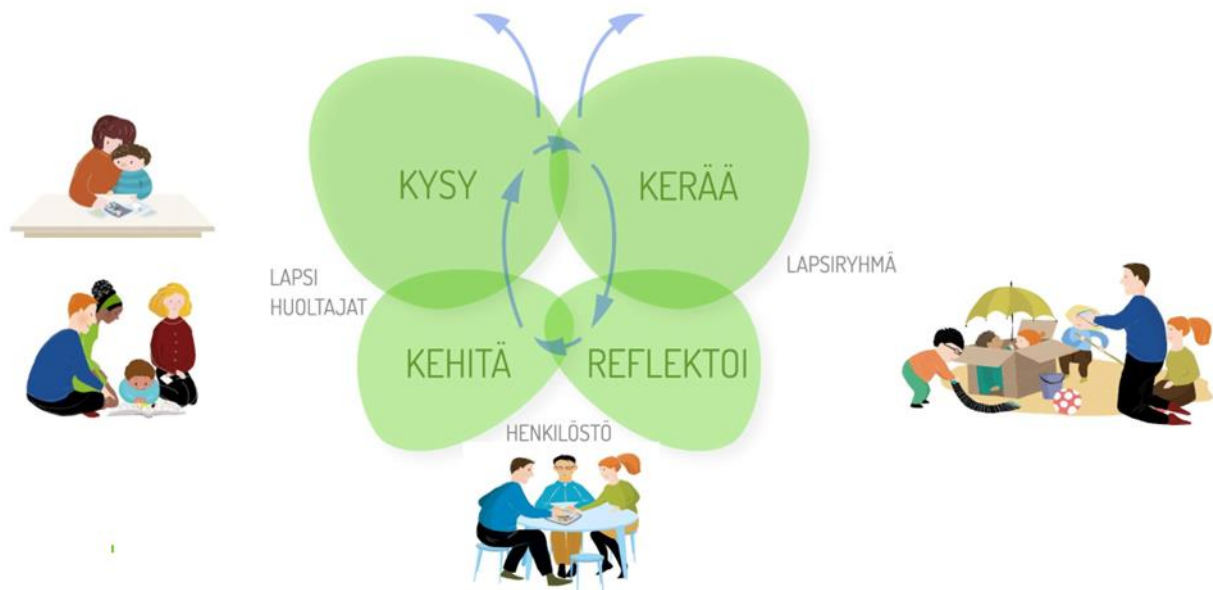 KYSY
KERÄÄ
LAPSI
HUOLTAJAT
LAPSIRYHMÄ
KEHITÄ
REFLEKTOI
HENKILÖSTÖ